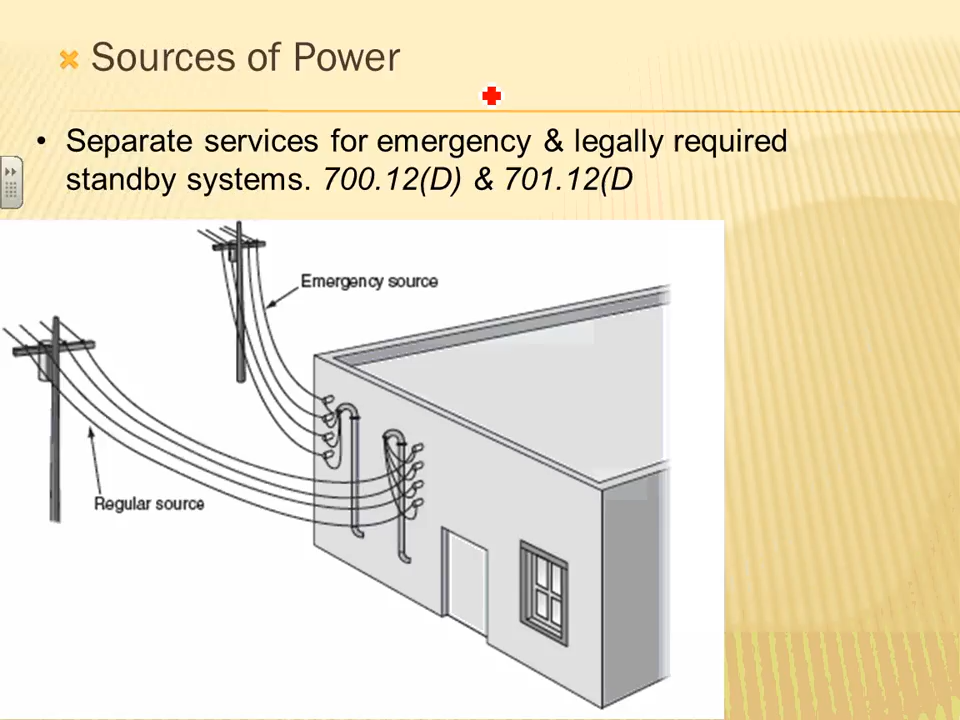 Sources of Power
• Separate services for emergency & legally required
standby systems. 700.12(D) & 701.12(D
Emergency source
Regular source